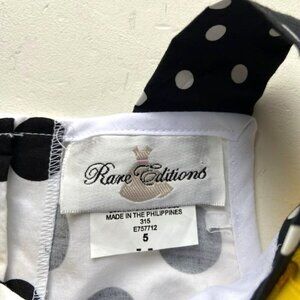 Rare Editions
MADE IN THE PHILIPPINES
315
E757712
5